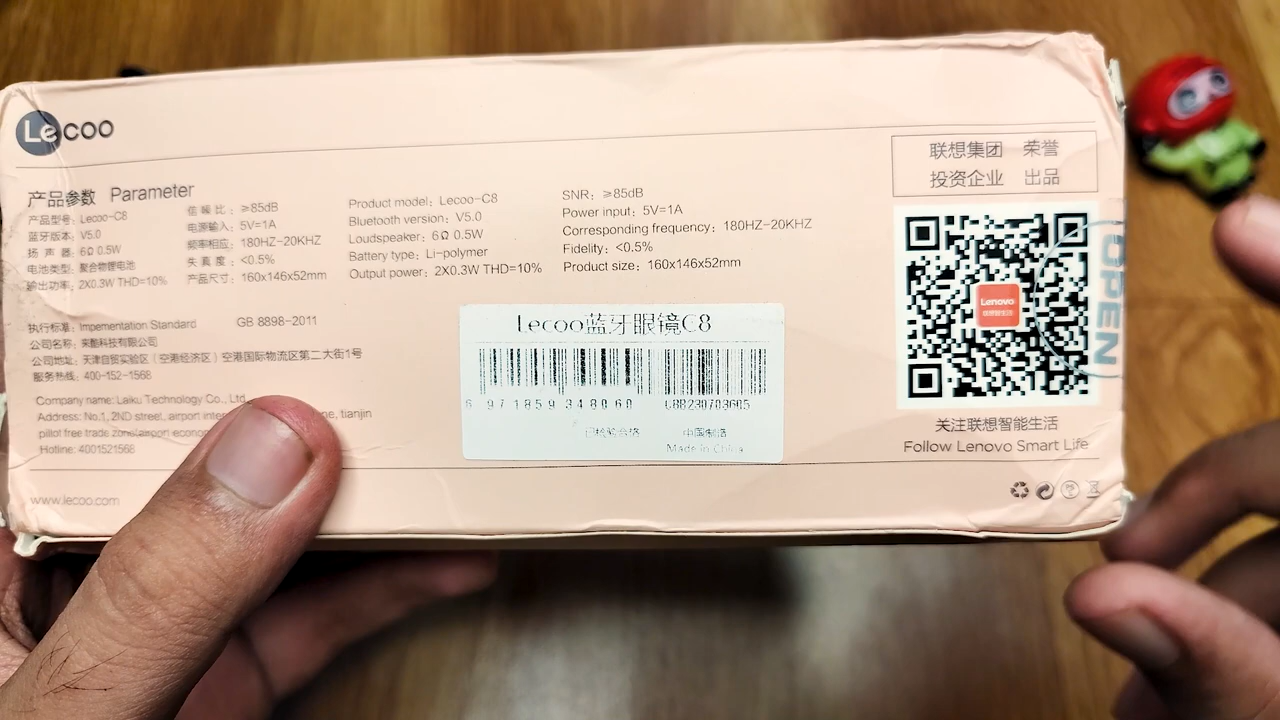 Lecoo
产品参数 Parameter
产品型号: Lecoo-C8
蓝牙版本: V5.0
扬 声 器: 6Ω 0.5W
电池类型: 聚合物锂电池
输出功率: 2X0.3W THD=10%
信 噪 比: ≥85dB
电源输入: 5V=1A
频率相应: 180HZ-20KHZ
失 真 度: <0.5%
产品尺寸: 160x146x52mm
Product model: Lecoo-C8
Bluetooth version: V5.0
Loudspeaker: 6Ω 0.5W
Battery type: Li-polymer
Output power: 2X0.3W THD=10%
SNR: ≥85dB
Power input: 5V=1A
Corresponding frequency: 180HZ-20KHZ
Fidelity: <0.5%
Product size: 160x146x52mm
执行标准: Impementation Standard GB 8898-2011
公司名称: 来酷科技有限公司
公司地址: 天津自贸实验区(空港经济区)空港国际物流区第二大街1号
服务热线: 400-152-1568
Company name: Laiku Technology Co., Ltd
Address: No.1, 2ND street, airport tianjin
pillot free trade zone(airport
Hotline: 4001521568
www.lecoo.com
Lecoo蓝牙眼镜C8
6 971859 348060
LBB230783605
已检验合格 中国制造
Made in China
联想集团 荣誉
投资企业 出品
Lenovo
OPEN
关注联想智能生活
Follow Lenovo Smart Life